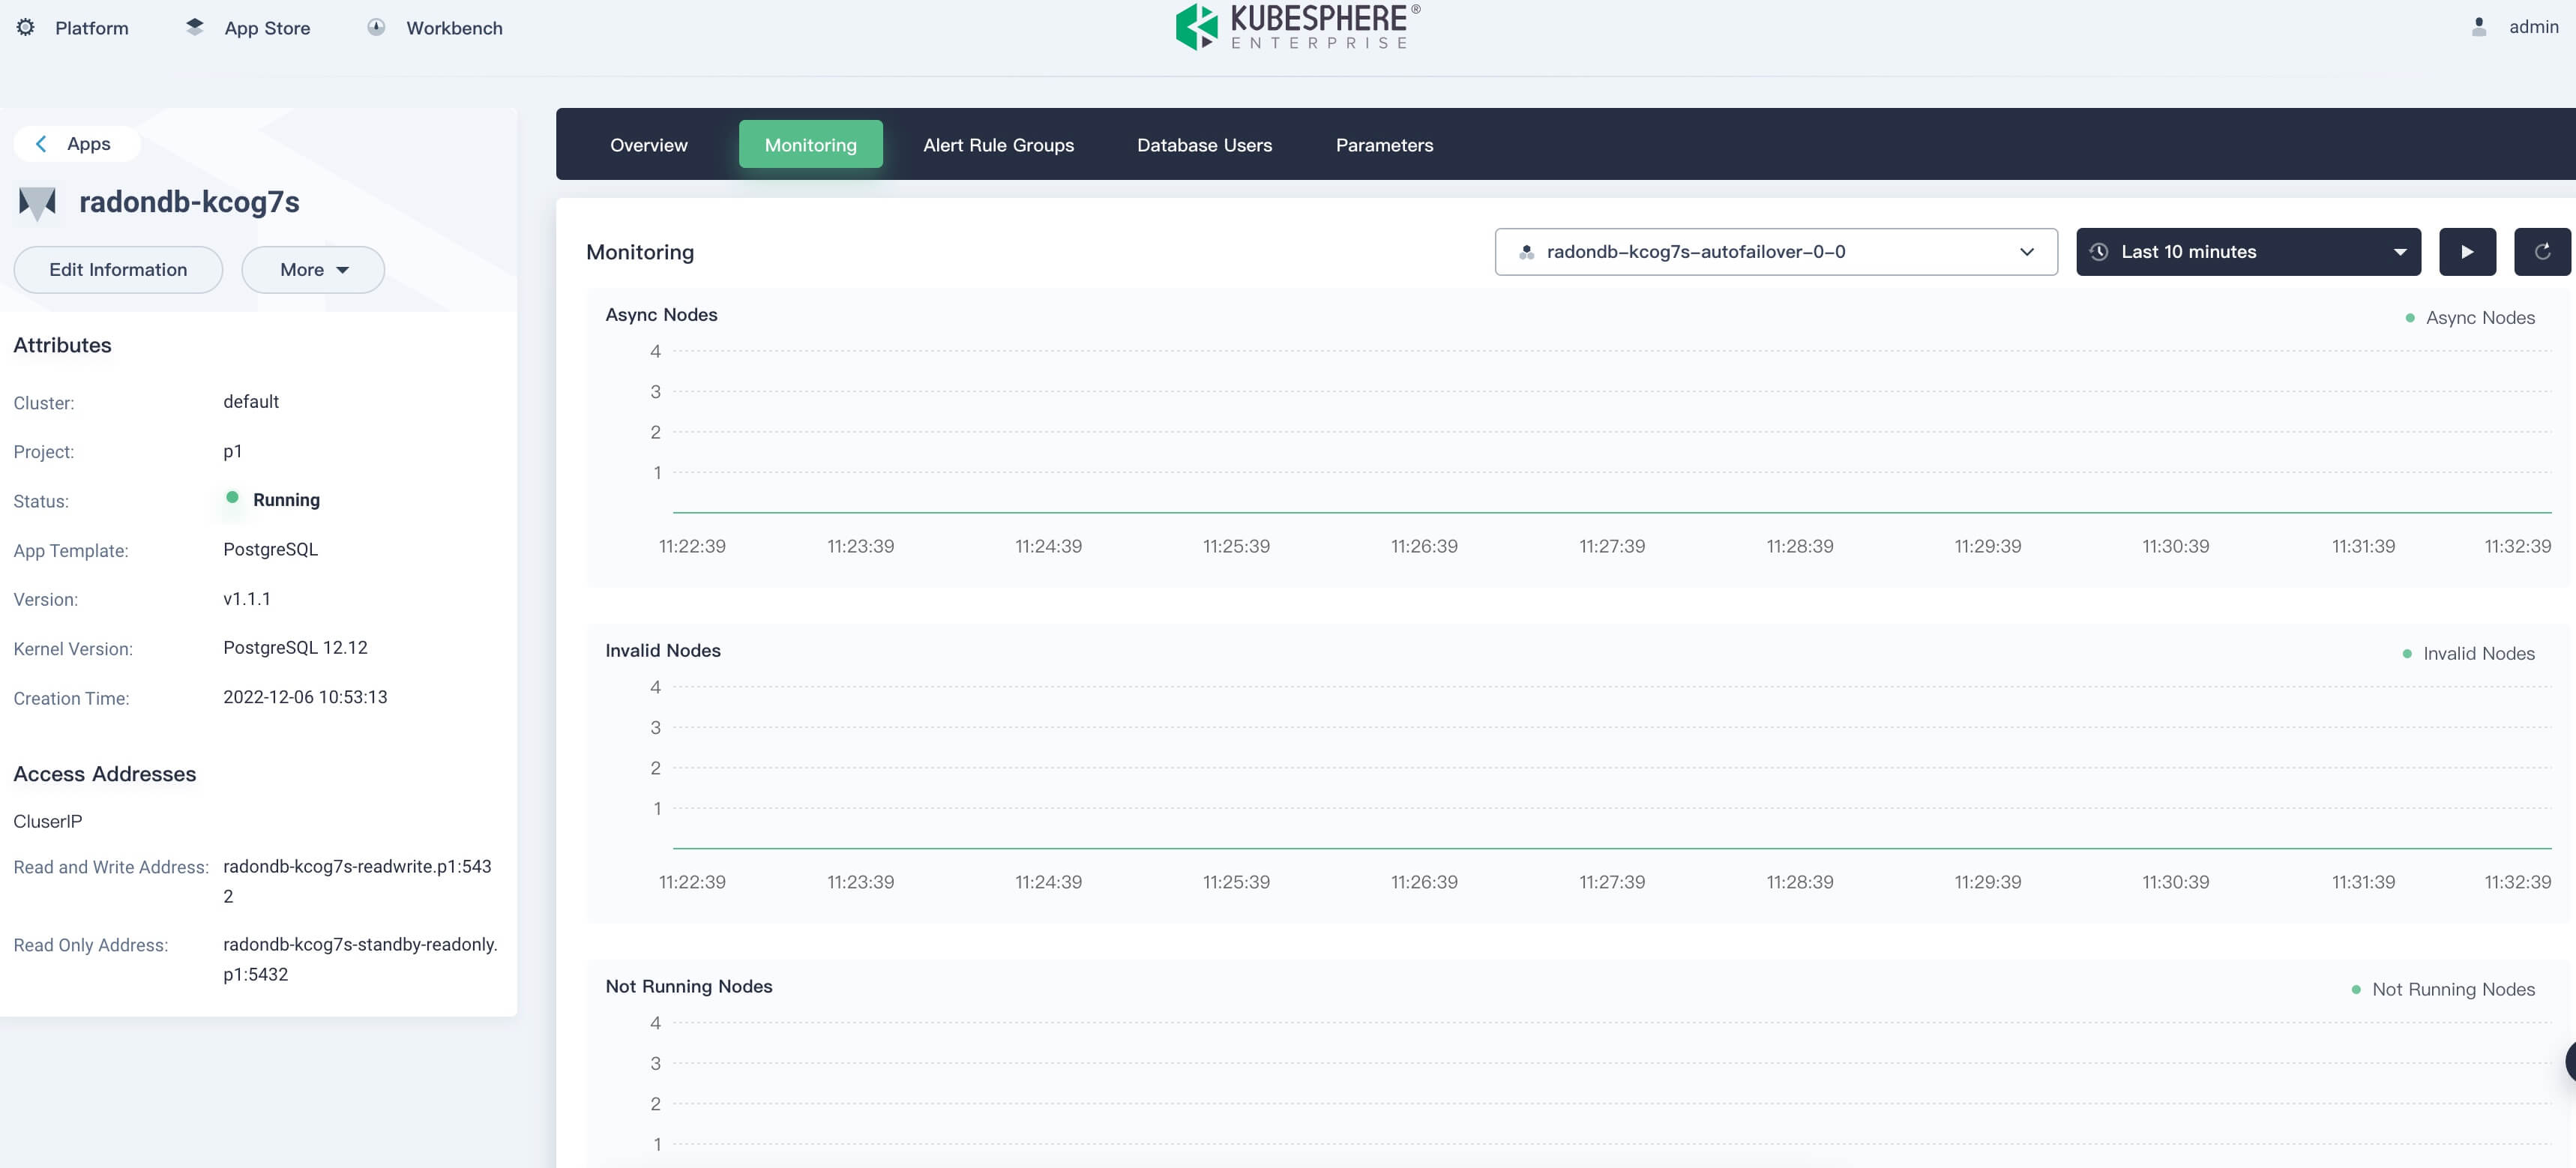 Platform App Store Workbench
KUBESPHERE®
ENTERPRISE
admin
Apps
radondb-kcog7s
Edit Information More
Attributes
Cluster: default
Project: p1
Status: Running
App Template: PostgreSQL
Version: v1.1.1
Kernel Version: PostgreSQL 12.12
Creation Time: 2022-12-06 10:53:13
Access Addresses
CluserIP
Read and Write Address: radondb-kcog7s-readwrite.p1:543
2
Read Only Address: radondb-kcog7s-standby-readonly.
p1:5432
Overview Monitoring Alert Rule Groups Database Users Parameters
Monitoring
radondb-kcog7s-autofailover-0-0
Last 10 minutes
Async Nodes
Async Nodes
4
3
2
1
11:22:39 11:23:39 11:24:39 11:25:39 11:26:39 11:27:39 11:28:39 11:29:39 11:30:39 11:31:39 11:32:39
Invalid Nodes
Invalid Nodes
4
3
2
1
11:22:39 11:23:39 11:24:39 11:25:39 11:26:39 11:27:39 11:28:39 11:29:39 11:30:39 11:31:39 11:32:39
Not Running Nodes
Not Running Nodes
4
3
2
1